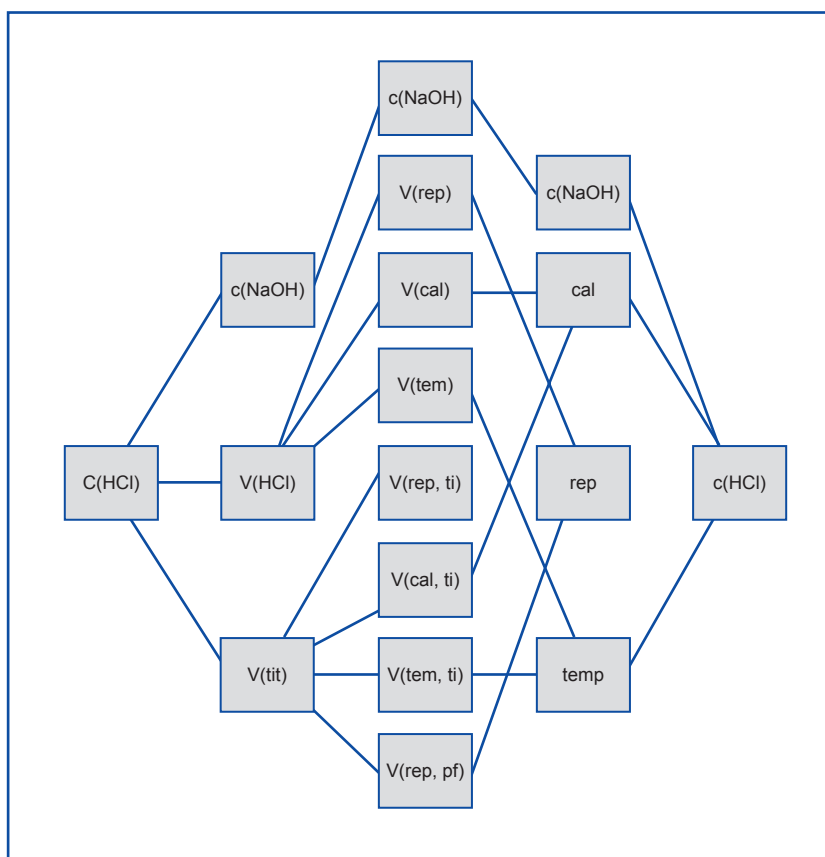 c(NaOH)
V(rep)
c(NaOH)
c(NaOH)
V(cal)
cal
V(tem)
C(HCl)
V(HCl)
V(rep, ti)
rep
c(HCl)
V(cal, ti)
V(tit)
V(tem, ti)
temp
V(rep, pf)